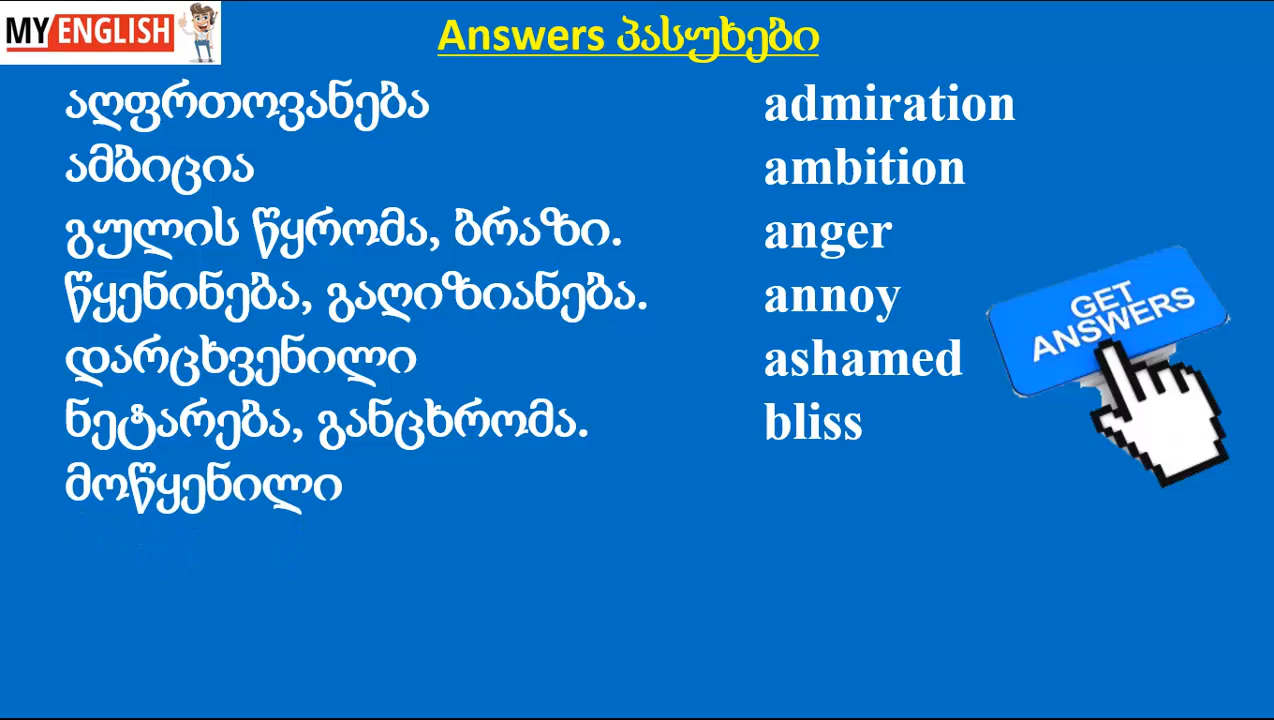 MY ENGLISH
Answers პასუხები
აღფრთოვანება admiration
ამბიცია ambition
გულის წყრომა, ბრაზი. anger
წყენინება, გაღიზიანება. annoy
დარცხვენილი ashamed
ნეტარება, განცხრომა. bliss
მოწყენილი
GET
ANSWERS